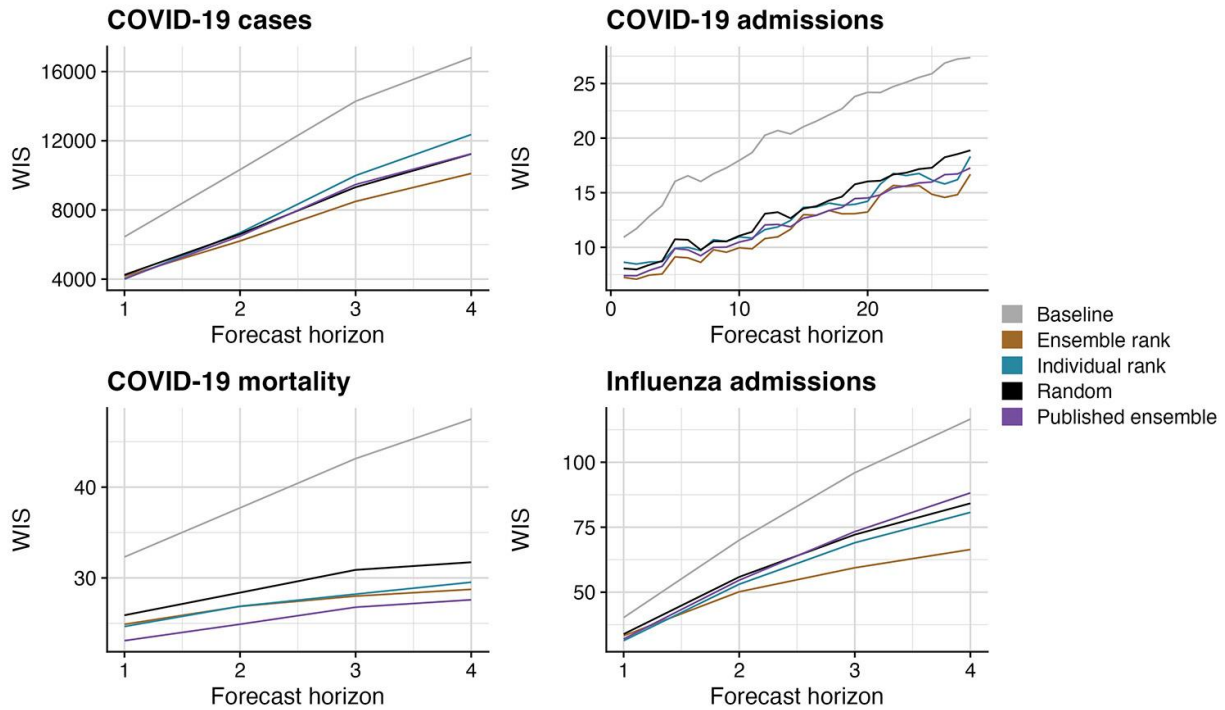 COVID-19 cases
WIS
16000
12000
8000
4000
1 2 3 4
Forecast horizon
COVID-19 admissions
WIS
25
20
15
10
0 10 20
Forecast horizon
COVID-19 mortality
WIS
40
30
1 2 3 4
Forecast horizon
Influenza admissions
WIS
100
75
50
1 2 3 4
Forecast horizon
Baseline
Ensemble rank
Individual rank
Random
Published ensemble